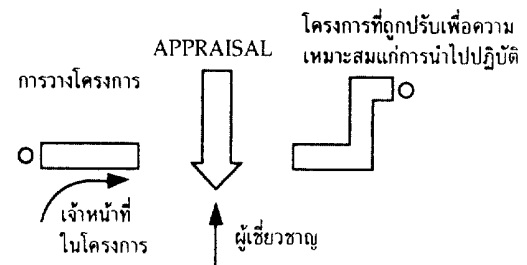 การวางโครงการ
APPRAISAL
โครงการที่ถูกปรับเพื่อความ
เหมาะสมแก่การนำไปปฏิบัติ
เจ้าหน้าที่
ในโครงการ
ผู้เชี่ยวชาญ